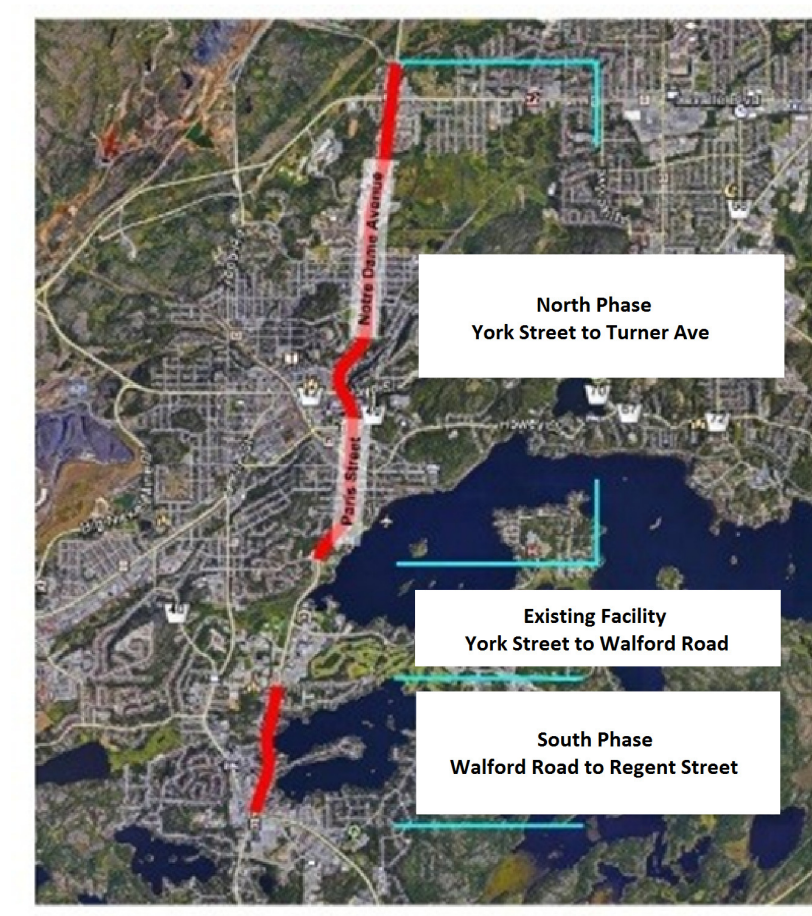 Notre Dame Avenue
North Phase
York Street to Turner Ave
Paris Street
Existing Facility
York Street to Walford Road
South Phase
Walford Road to Regent Street